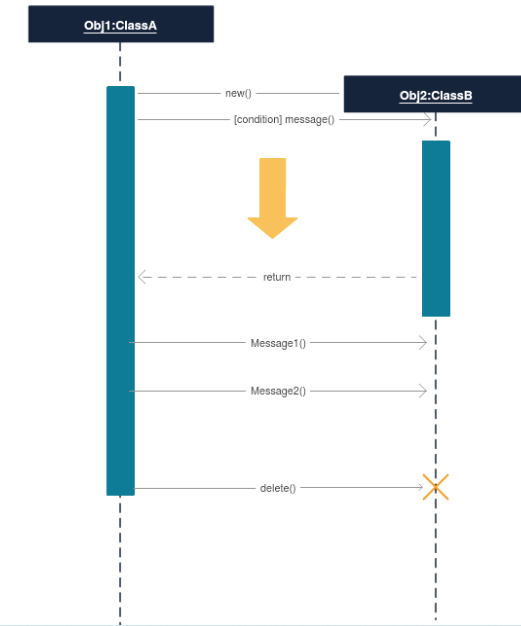 Obj1:ClassA
new()
Obj2:ClassB
[condition] message()
return
Message1()
Message2()
delete()